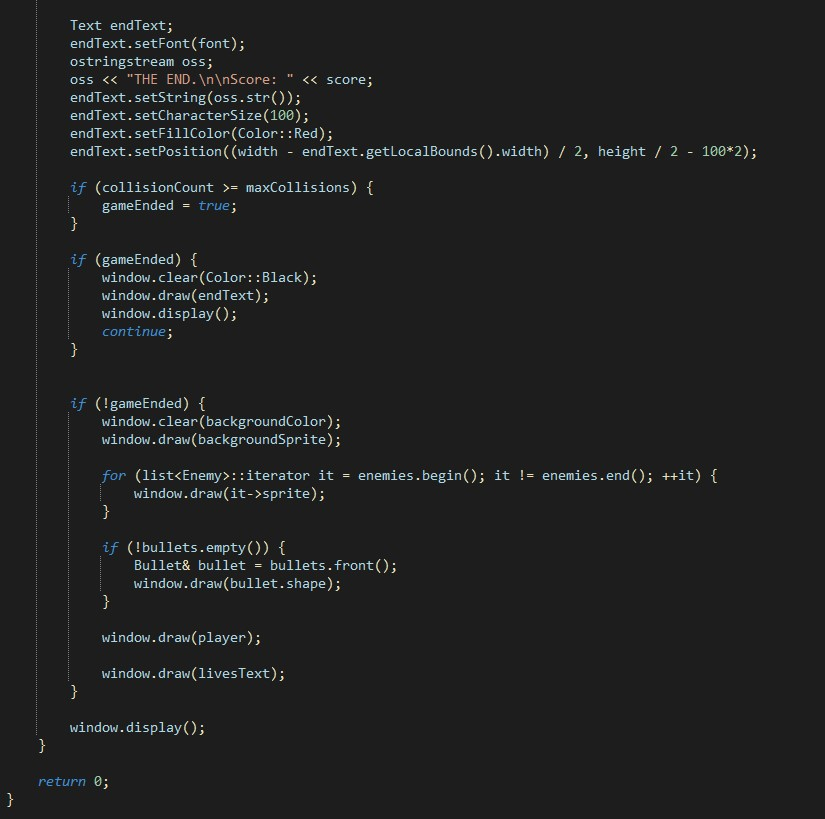 Text endText;
endText.setFont(font);
ostringstream oss;
oss << "THE END.\n\nScore: " << score;
endText.setString(oss.str());
endText.setCharacterSize(100);
endText.setFillColor(Color::Red);
endText.setPosition((width - endText.getLocalBounds().width) / 2, height / 2 - 100*2);
if (collisionCount >= maxCollisions) {
gameEnded = true;
}
if (gameEnded) {
window.clear(Color::Black);
window.draw(endText);
window.display();
continue;
}
if (!gameEnded) {
window.clear(backgroundColor);
window.draw(backgroundSprite);
for (list<Enemy>::iterator it = enemies.begin(); it != enemies.end(); ++it) {
window.draw(it->sprite);
}
if (!bullets.empty()) {
Bullet& bullet = bullets.front();
window.draw(bullet.shape);
}
window.draw(player);
window.draw(livesText);
}
window.display();
}
return 0;
}